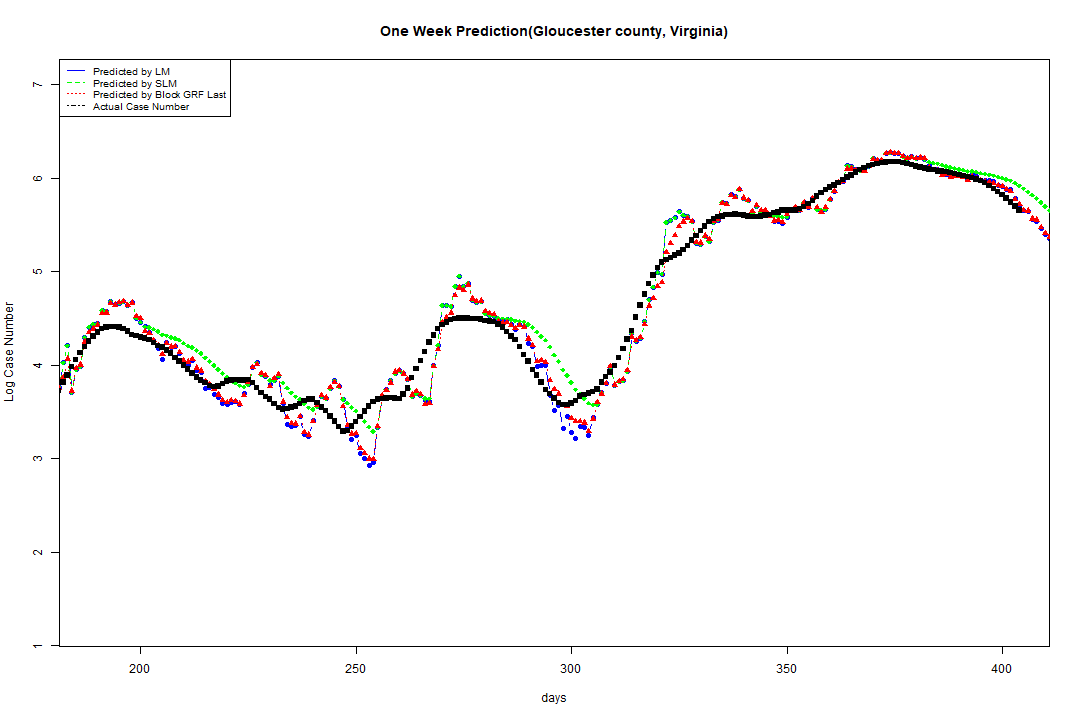 One Week Prediction(Gloucester county, Virginia)
Predicted by LM
Predicted by SLM
Predicted by Block GRF Last
Actual Case Number
7
6
5
4
3
2
1
Log Case Number
200 250 300 350 400
days